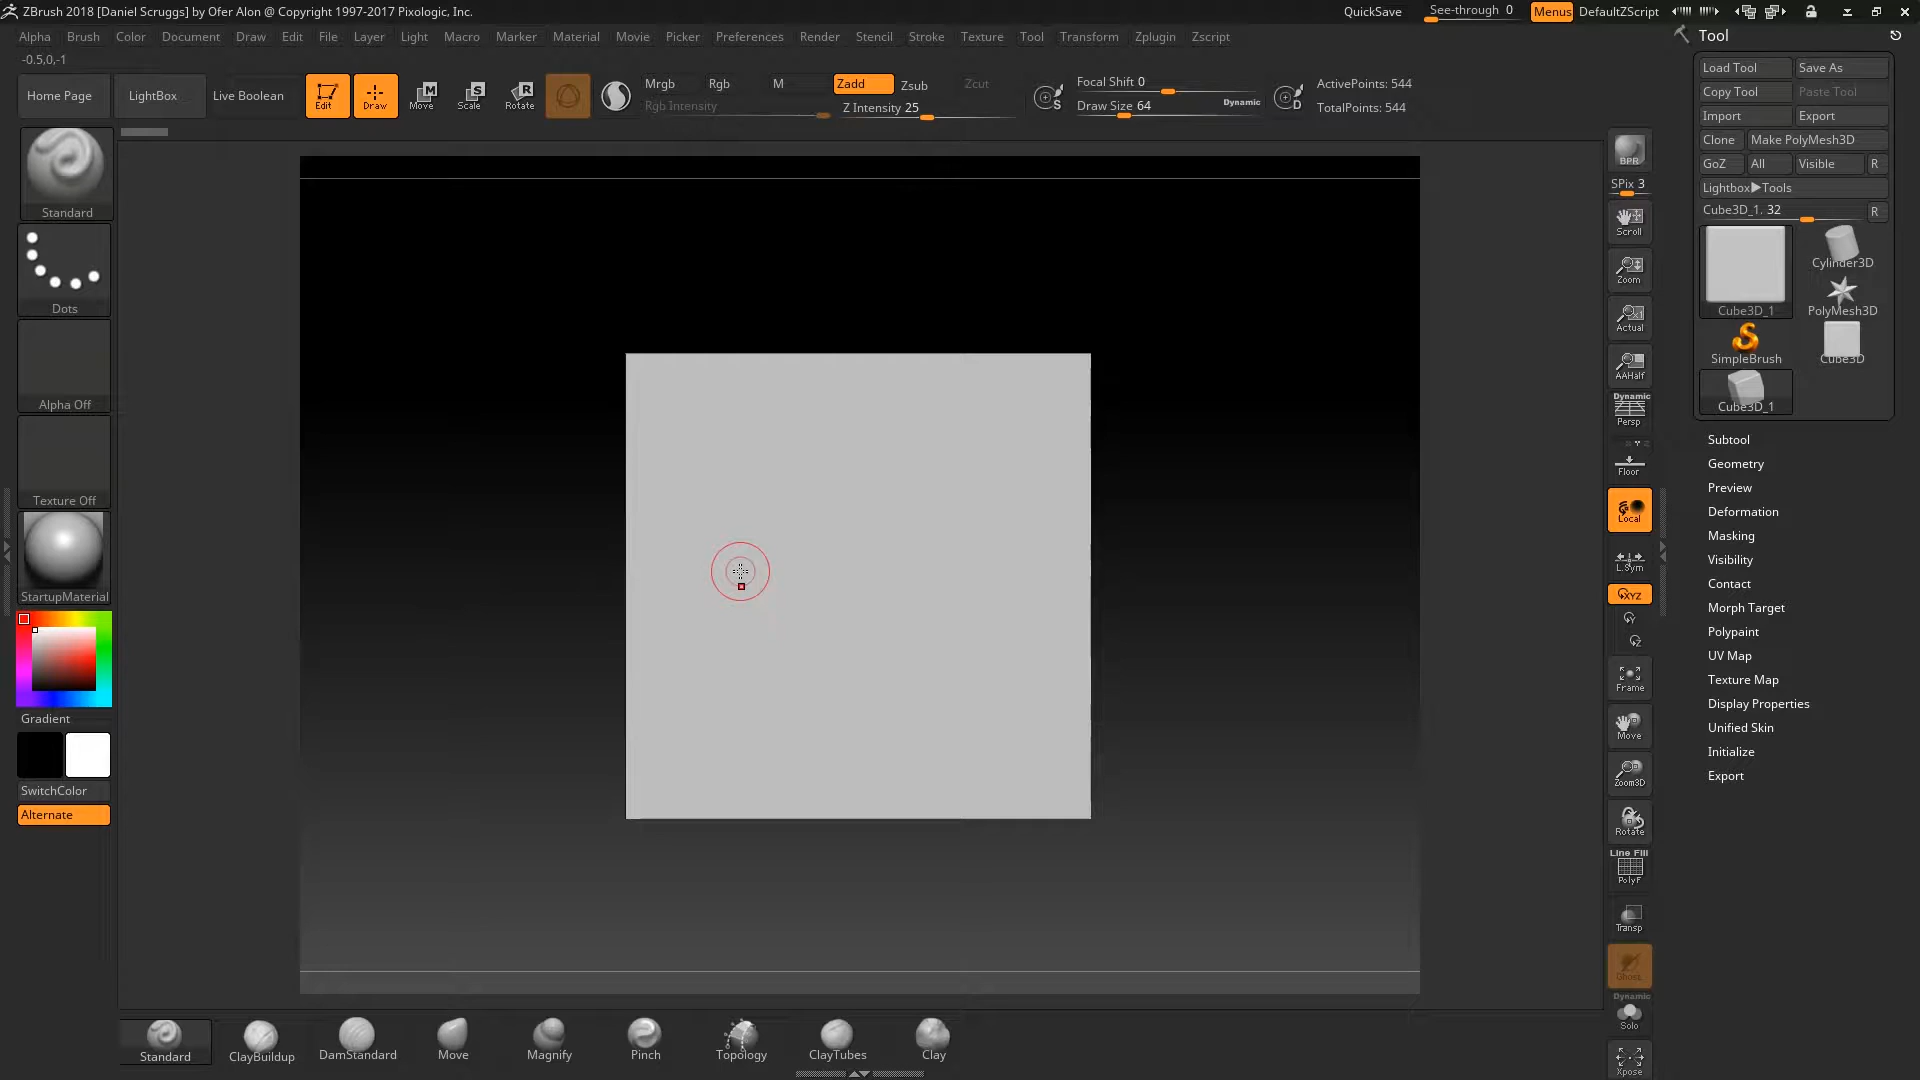 ZBrush 2018 [Daniel Scruggs] by Ofer Alon @ Copyright 1997-2017 Pixologic, Inc.
QuickSave
See-through 0
Menus
DefaultZScript
Alpha Brush Color Document Draw Edit File Layer Light Macro Marker Material Movie Picker Preferences Render Stencil Stroke Texture Tool Transform Zplugin Zscript
-0.5,0,-1
Home Page
LightBox
Live Boolean
Edit
Draw
Move
Scale
Rotate
Mrgb Rgb M Zadd Zsub Zcut
Rgb Intensity
Z Intensity 25
Focal Shift 0
Draw Size 64
Dynamic
ActivePoints: 544
TotalPoints: 544
Standard
Dots
Alpha Off
Texture Off
StartupMaterial
Gradient
SwitchColor
Alternate
BPR
SPix 3
Scroll
Zoom
Actual
AAHalf
Dynamic
Persp
Floor
Local
L.Sym
XYZ
Y
Z
Frame
Move
Zoom3D
Rotate
Line Fill
PolyF
Transp
Ghost
Dynamic
Solo
Xpose
Tool
Load Tool Save As
Copy Tool Paste Tool
Import Export
Clone Make PolyMesh3D
GoZ All Visible R
Lightbox▶Tools
Cube3D_1. 32 R
Cube3D_1
Cylinder3D
PolyMesh3D
SimpleBrush
Cube3D
Cube3D_1
Subtool
Geometry
Preview
Deformation
Masking
Visibility
Contact
Morph Target
Polypaint
UV Map
Texture Map
Display Properties
Unified Skin
Initialize
Export
Standard
ClayBuildup
DamStandard
Move
Magnify
Pinch
Topology
ClayTubes
Clay